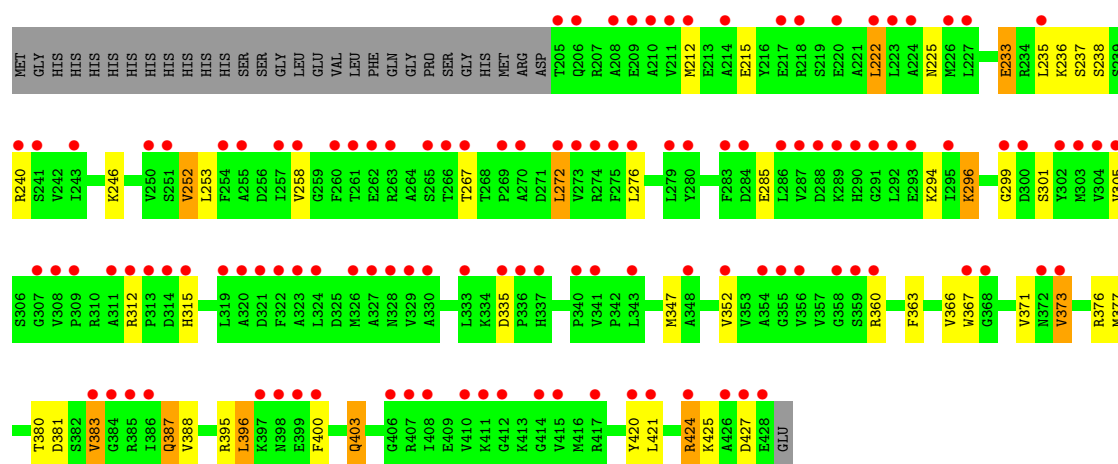 MET GLY HIS HIS HIS HIS HIS HIS HIS HIS HIS HIS SER SER GLY LEU GLU VAL LEU PHE GLN GLY PRO SER GLY HIS MET ARG ASP T205 Q206 R207 A208 E209 A210 V211 M212 E213 A214 E215 Y216 E217 R218 S219 E220 A221 L222 L223 A224 N225 M226 L227 E233 R234 L235 K236 S237 S238 S239
R240 S241 V242 I243 K246 V250 S251 V252 L253 F254 A255 D256 I257 V258 G259 F260 T261 E262 R263 A264 S265 T266 T267 T268 P269 A270 D271 L272 V273 R274 F275 L276 L279 Y280 F283 D284 E285 L286 V287 D288 K289 H290 G291 L292 E293 K294 I295 K296 G299 D300 S301 Y302 M303 V304 V305
S306 G307 V308 P309 R310 A311 R312 P313 D314 H315 L319 A320 D321 F322 A323 L324 D325 M326 A327 N328 V329 A330 L333 K334 D335 P336 H337 P340 V341 P342 L343 M347 A348 V352 V353 A354 G355 V356 V357 G358 S359 R360 F363 V366 W367 G368 V371 N372 V373 R376 M377
T380 D381 S382 V383 G384 R385 I386 Q387 V388 R395 L396 K397 N398 E399 F400 Q403 G406 R407 I408 E409 V410 K411 G412 K413 G414 V415 M416 R417 Y420 L421 R424 K425 A426 D427 E428 GLU